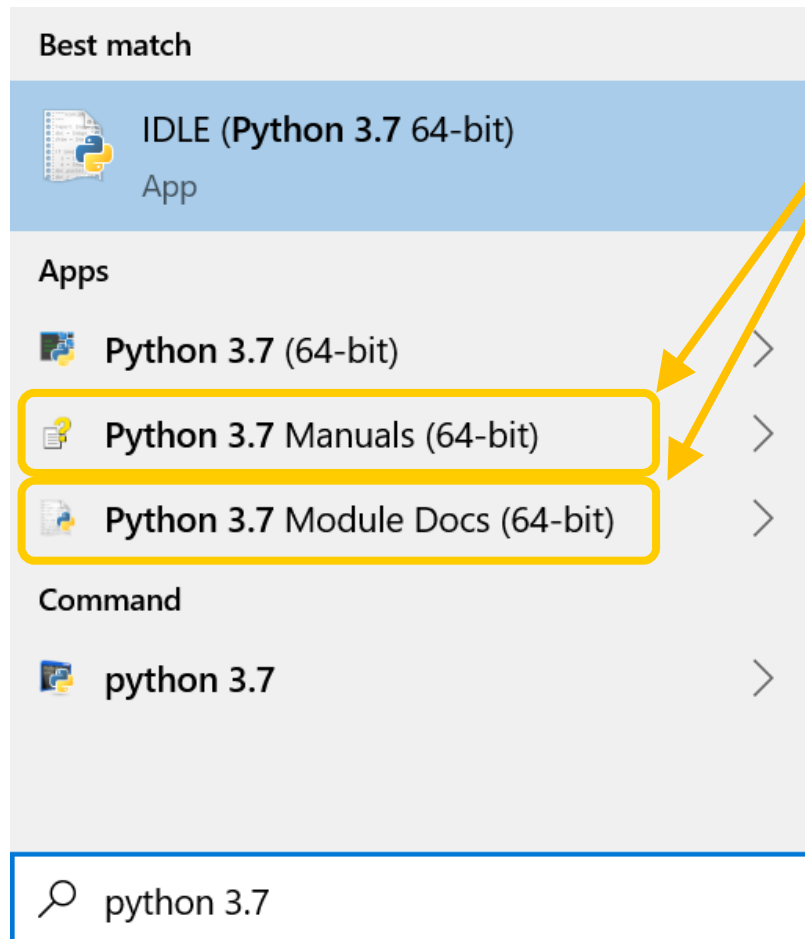 Best match
IDLE (Python 3.7 64-bit)
App
Apps
Python 3.7 (64-bit)
Python 3.7 Manuals (64-bit)
Python 3.7 Module Docs (64-bit)
Command
python 3.7
python 3.7